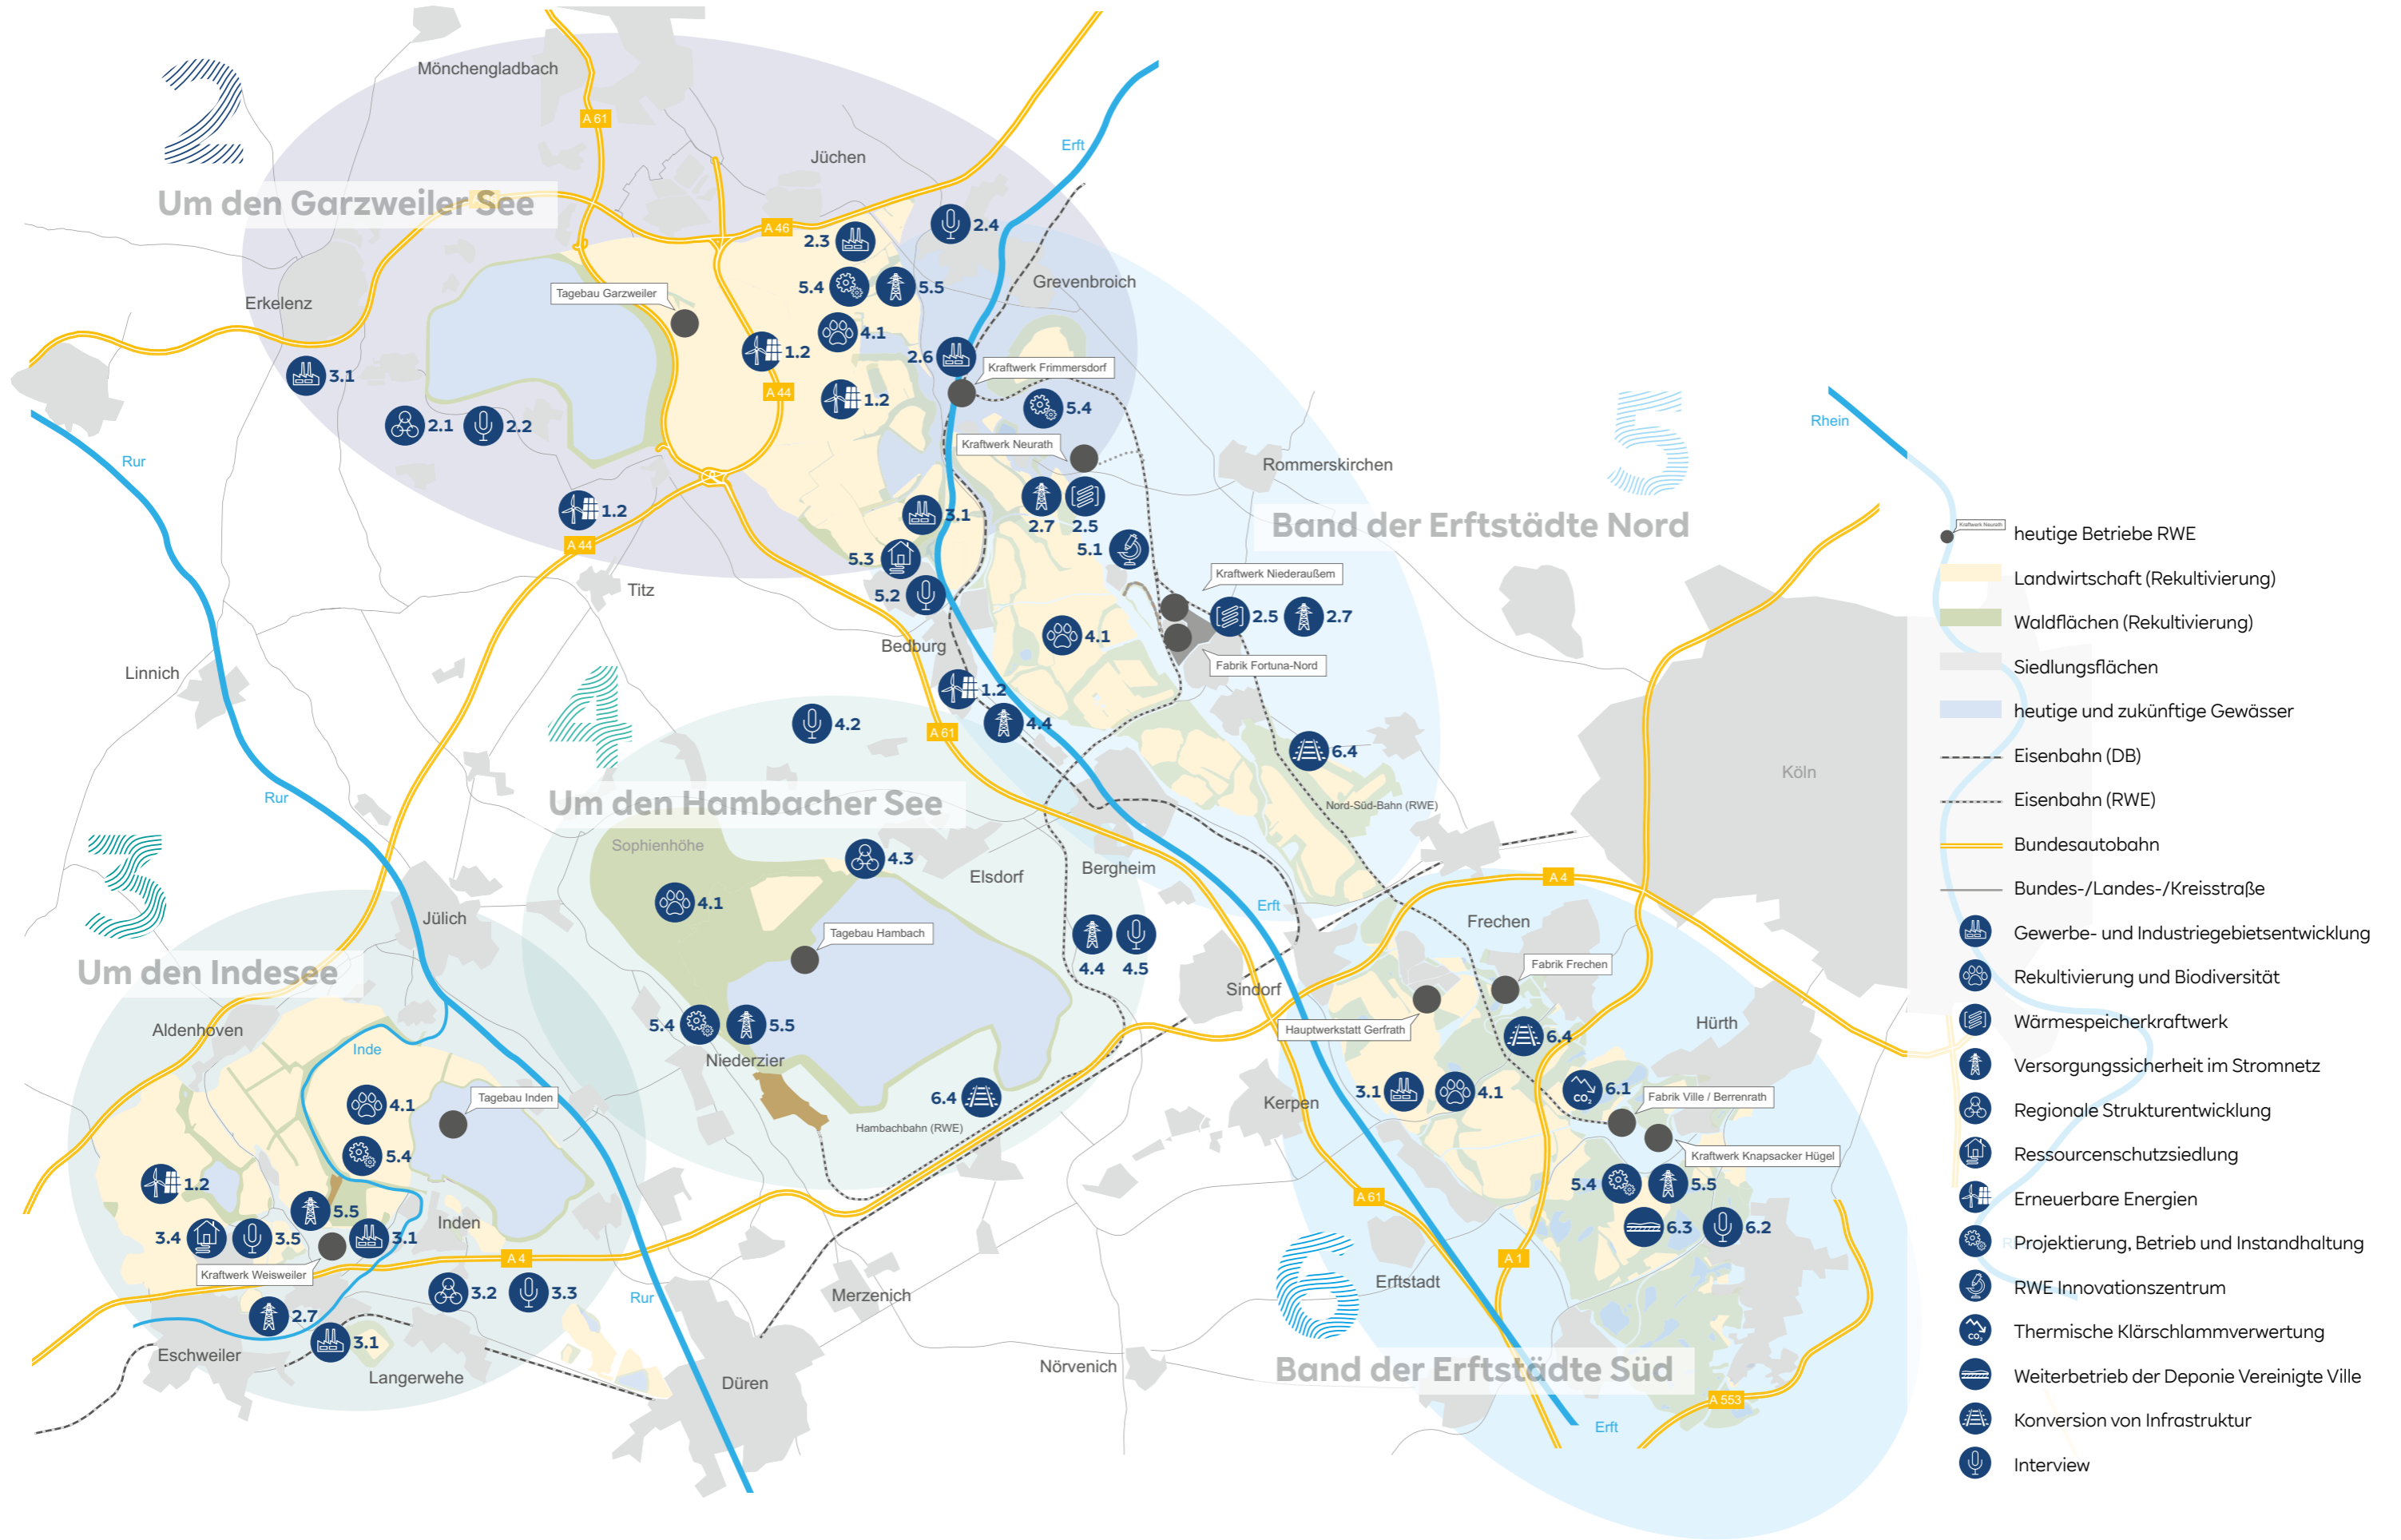 2
Um den Garzweiler See
Mönchengladbach
A 61
Jüchen
Erft
A 46
2.3
2.4
5.4
5.5
Grevenbroich
Erkelenz
Tagebau Garzweiler
4.1
1.2
2.6
Kraftwerk Frimmersdorf
3.1
A 44
1.2
5.4
2.1
2.2
Kraftwerk Neurath
Rommerskirchen
Rur
1.2
3.1
2.7
2.5
A 44
5.3
5.1
5
Band der Erftstädte Nord
Rhein
Titz
5.2
Kraftwerk Niederaußem
2.5
2.7
Linnich
Bedburg
4.1
Fabrik Fortuna-Nord
1.2
4
4.2
A 61
4.4
6.4
Köln
Rur
Um den Hambacher See
Nord-Süd-Bahn (RWE)
Sophienhöhe
4.3
Elsdorf
Bergheim
3
4.1
Jülich
Erft
A 4
Frechen
Um den Indesee
Tagebau Hambach
4.4
4.5
Sindorf
Fabrik Frechen
Aldenhoven
5.4
5.5
Hauptwerkstatt Gerfrath
6.4
Hürth
Inde
Niederzier
4.1
Tagebau Inden
6.4
Kerpen
3.1
4.1
6.1
CO2
Fabrik Ville / Berrenrath
Hambachbahn (RWE)
5.4
Kraftwerk Knapsacker Hügel
1.2
A 61
5.4
5.5
5.5
Inden
3.4
3.5
3.1
6.3
6.2
A 4
A 1
Kraftwerk Weisweiler
6
Erftstadt
3.2
3.3
Rur
Merzenich
2.7
3.1
Eschweiler
Langerwehe
Düren
Nörvenich
Band der Erftstädte Süd
A 553
Erft
Kraftwerk Neurath
heutige Betriebe RWE
Landwirtschaft (Rekultivierung)
Waldflächen (Rekultivierung)
Siedlungsflächen
heutige und zukünftige Gewässer
Eisenbahn (DB)
Eisenbahn (RWE)
Bundesautobahn
Bundes-/Landes-/Kreisstraße
Gewerbe- und Industriegebietsentwicklung
Rekultivierung und Biodiversität
Wärmespeicherkraftwerk
Versorgungssicherheit im Stromnetz
Regionale Strukturentwicklung
Ressourcenschutzsiedlung
Erneuerbare Energien
Projektierung, Betrieb und Instandhaltung
RWE Innovationszentrum
CO2
Thermische Klärschlammverwertung
Weiterbetrieb der Deponie Vereinigte Ville
Konversion von Infrastruktur
Interview